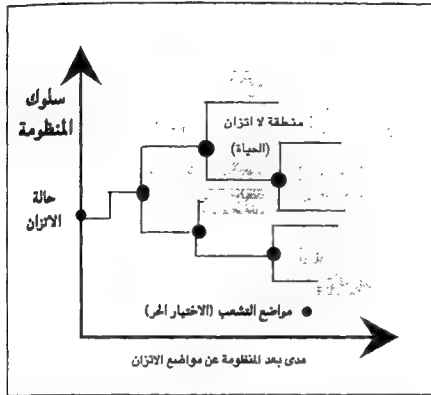 سلوك
المنظومة
منطقة لا اتزان
(الحياة)
حالة
الاتزان
مواضع التشعب (الاختيار الحر)
مدى بعد المنظومة عن مواضع الاتزان